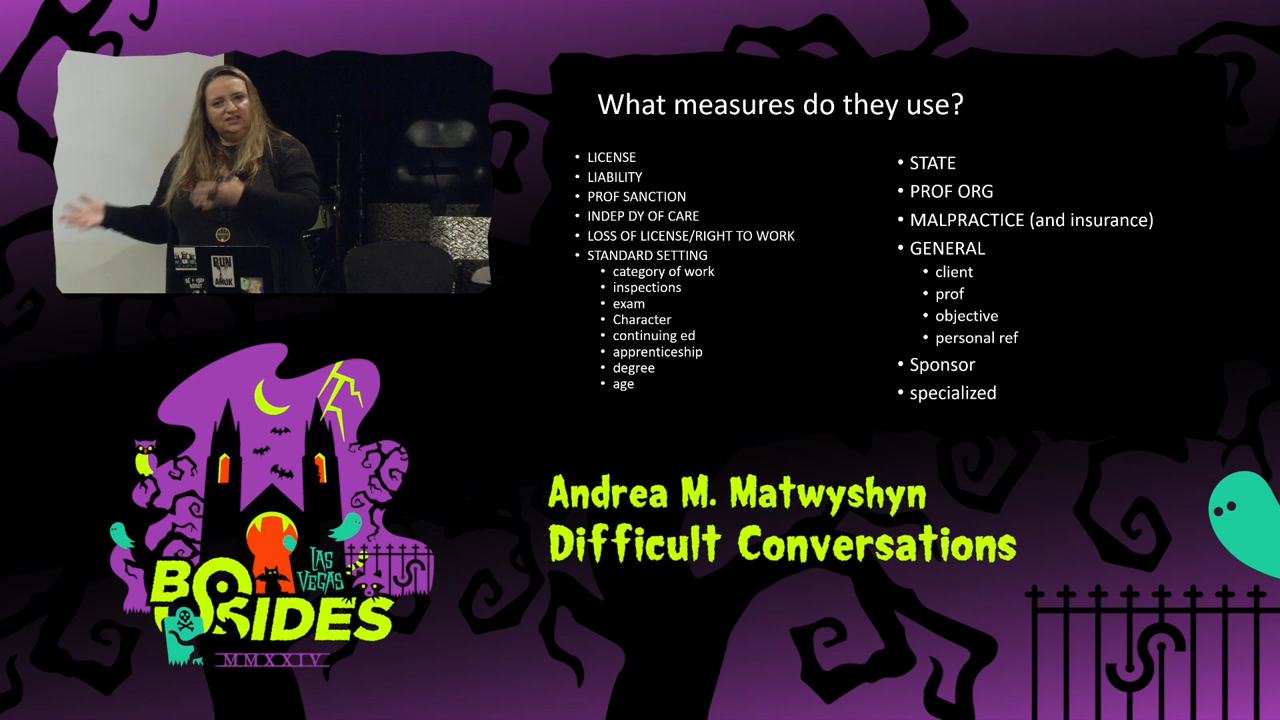 What measures do they use?
• LICENSE
• LIABILITY
• PROF SANCTION
• INDEP DY OF CARE
• LOSS OF LICENSE/RIGHT TO WORK
• STANDARD SETTING
• category of work
• inspections
• exam
• Character
• continuing ed
• apprenticeship
• degree
• age
• STATE
• PROF ORG
• MALPRACTICE (and insurance)
• GENERAL
• client
• prof
• objective
• personal ref
• Sponsor
• specialized
RUN
AMOK
Andrea M. Matwyshyn
Difficult Conversations
LAS
VEGAS
BSIDES
MMXXIV